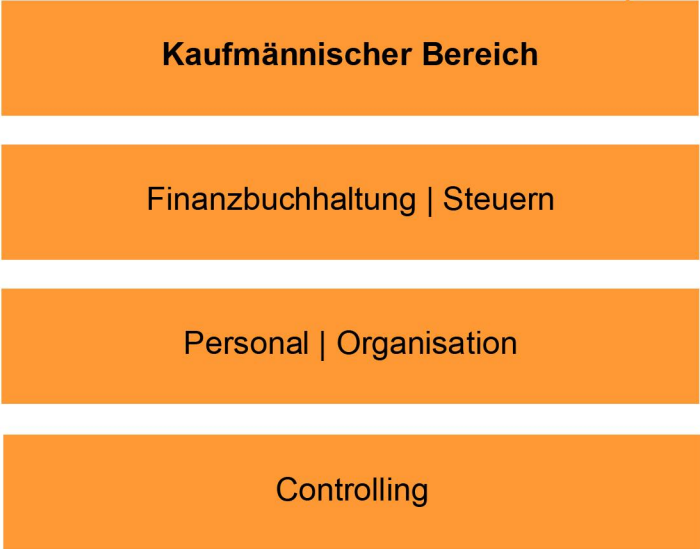 Kaufmännischer Bereich
Finanzbuchhaltung | Steuern
Personal | Organisation
Controlling